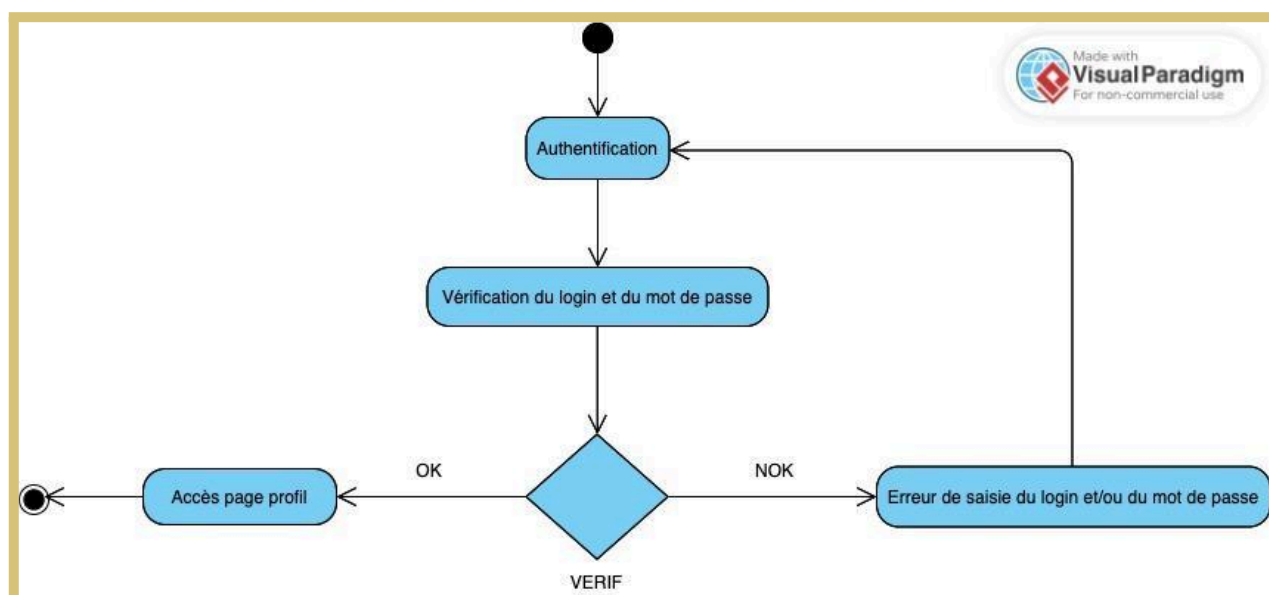 Made with
Visual Paradigm
For non-commercial use
Authentification
Vérification du login et du mot de passe
OK
NOK
Accès page profil
Erreur de saisie du login et/ou du mot de passe
VERIF